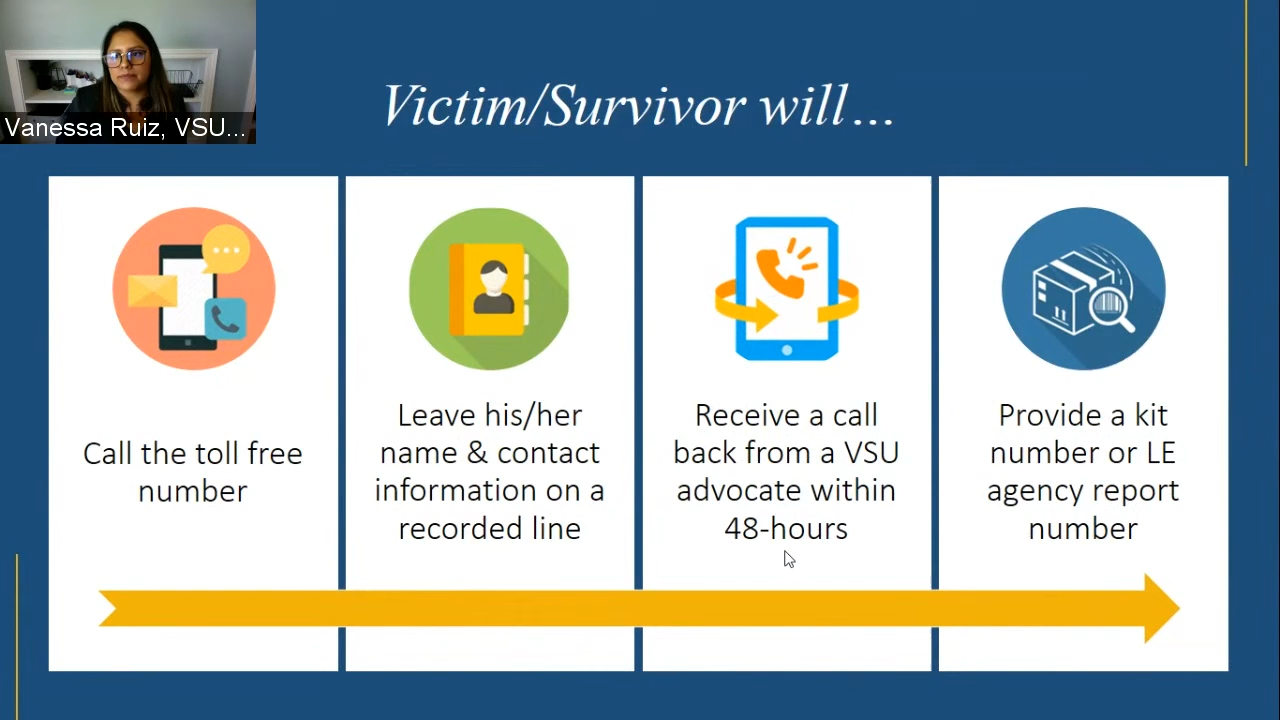 Vanessa Ruiz, VSU...
Victim/Survivor will...
Call the toll free
number
Leave his/her
name & contact
information on a
recorded line
Receive a call
back from a VSU
advocate within
48-hours
Provide a kit
number or LE
agency report
number